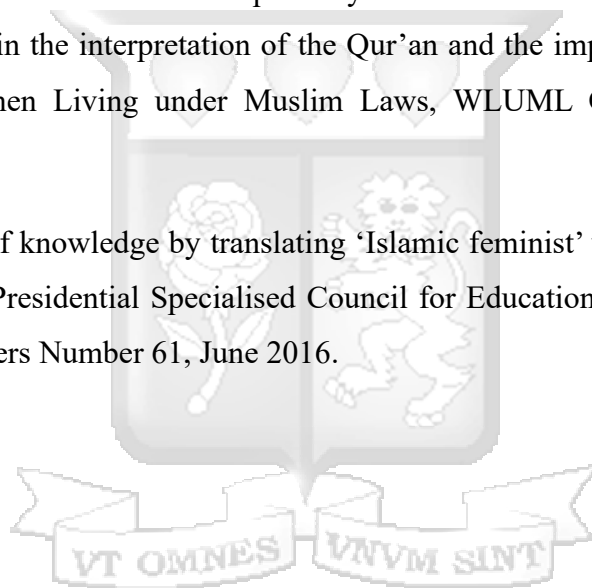 in the interpretation of the Qur’an and the imp
en Living under Muslim Laws, WLUML
f knowledge by translating ‘Islamic feminist’
Presidential Specialised Council for Education
ers Number 61, June 2016.
VT OMNES VNVM SINT